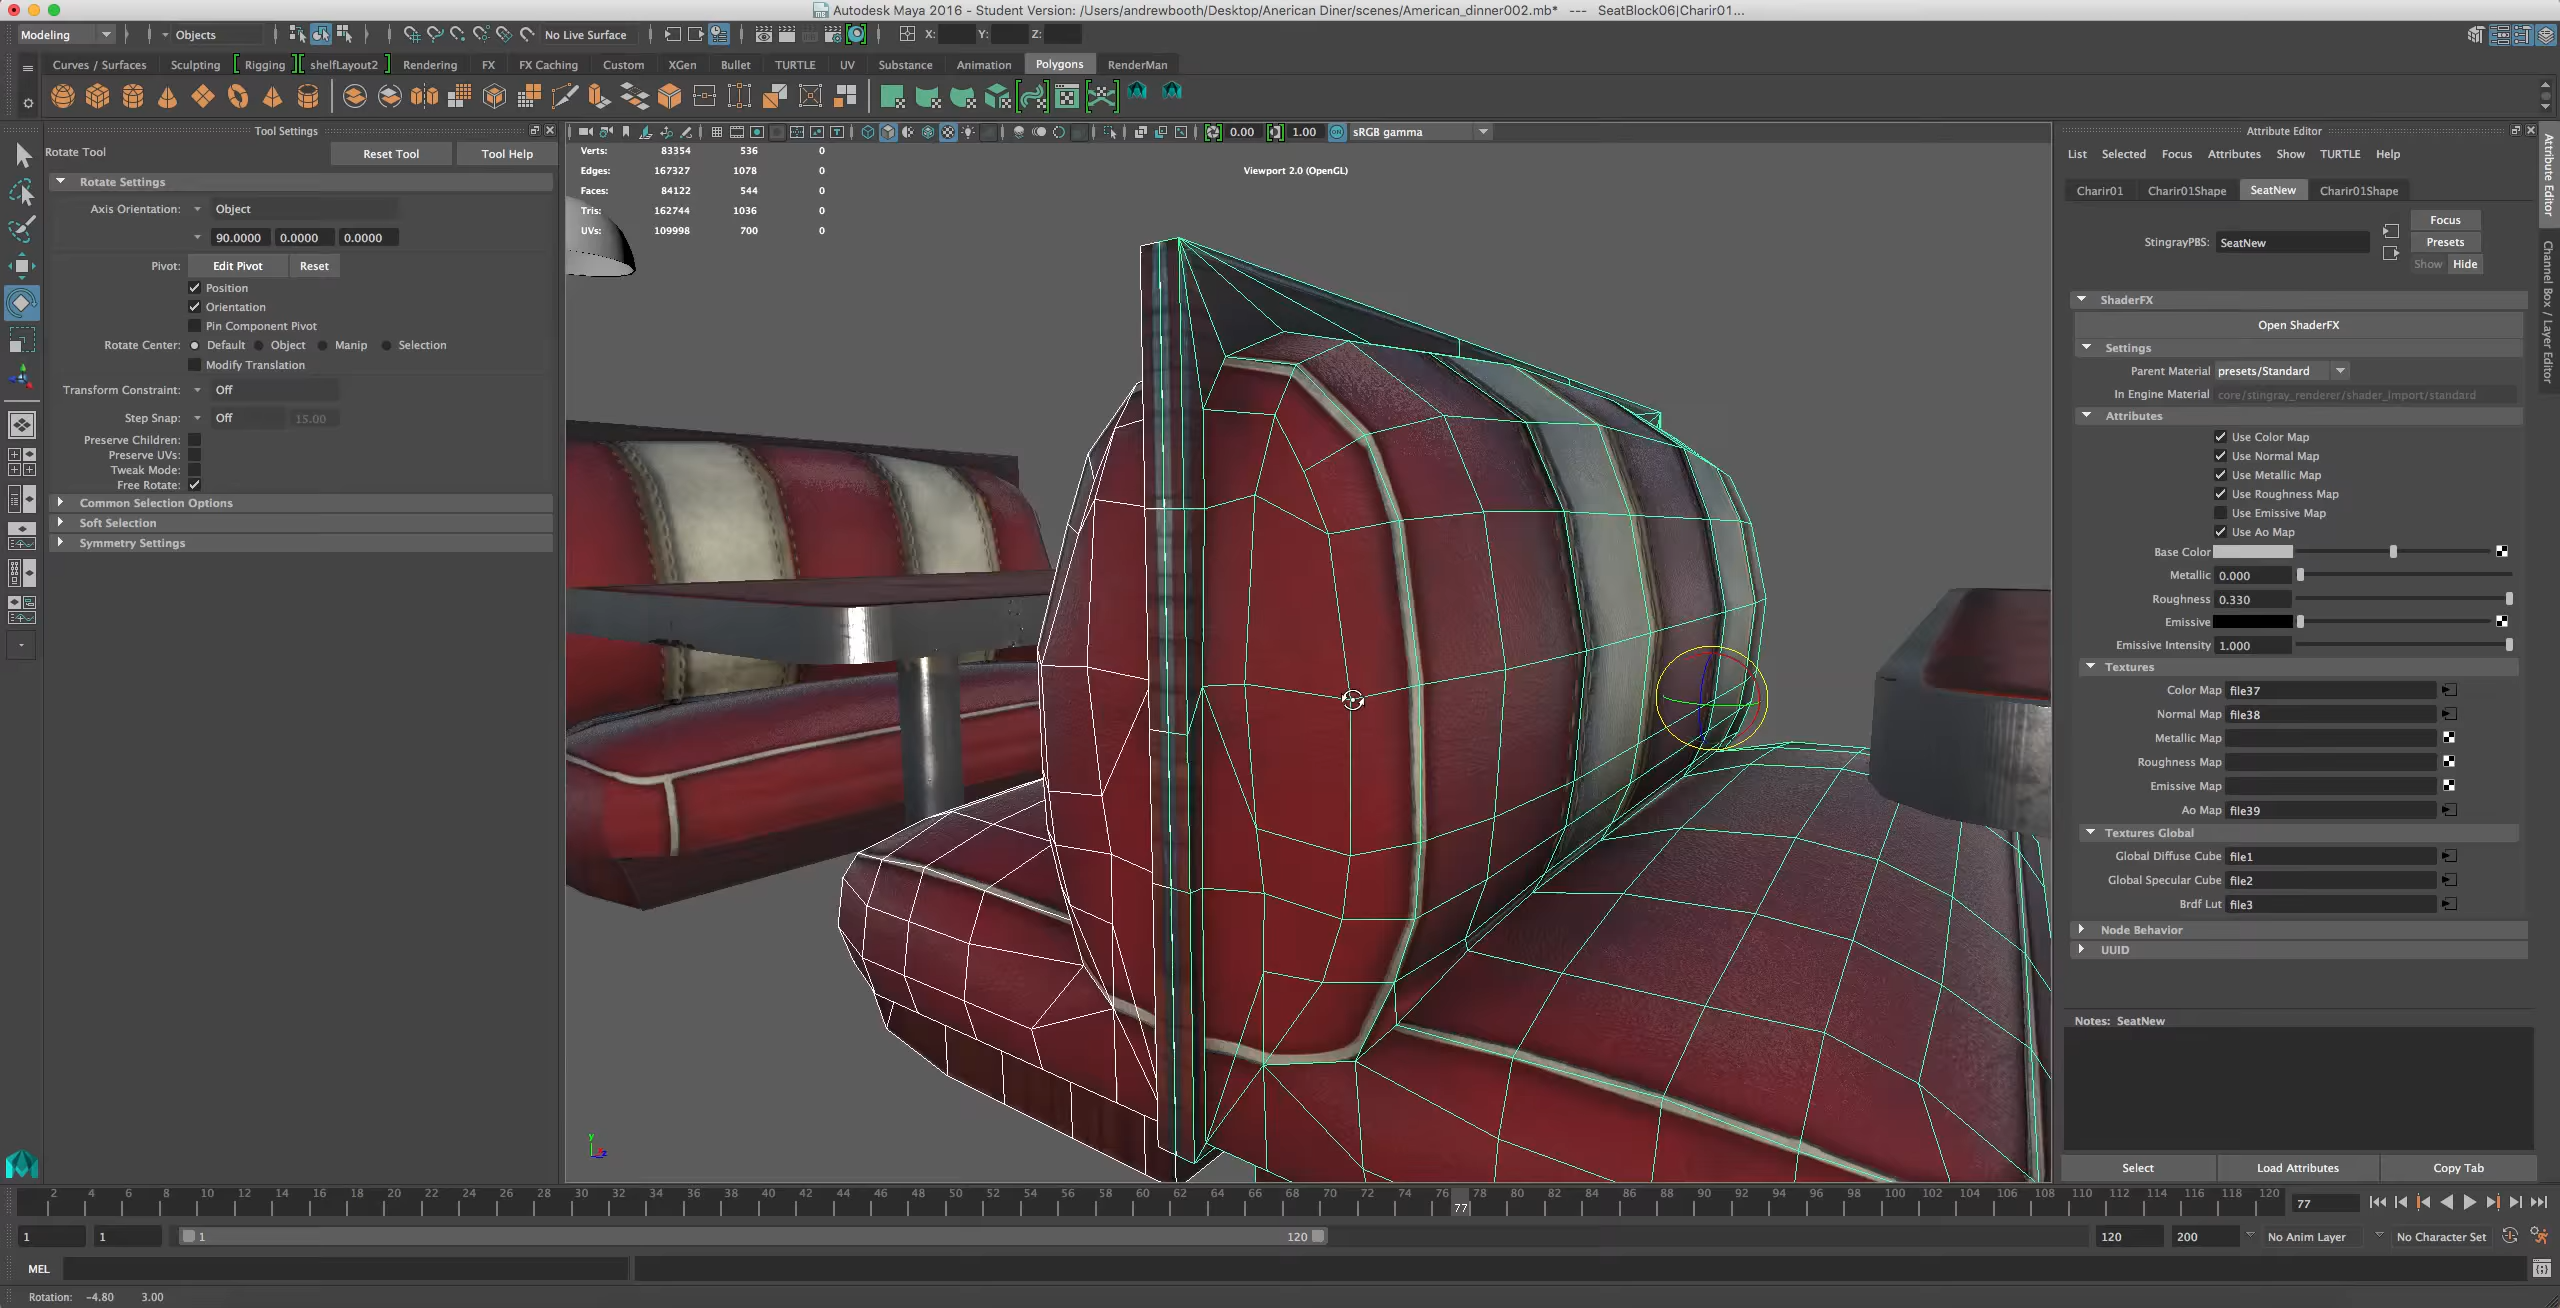 Autodesk Maya 2016 - Student Version: /Users/andrewbooth/Desktop/Anerican Diner/scenes/American_dinner002.mb*   ---   SeatBlock06|Charir01...
Modeling Objects No Live Surface X: Y: Z:
Curves / Surfaces Sculpting Rigging shelfLayout2 Rendering FX FX Caching Custom XGen Bullet TURTLE UV Substance Animation Polygons RenderMan
Tool Settings
Rotate Tool Reset Tool Tool Help
Rotate Settings
Axis Orientation: Object
90.0000 0.0000 0.0000
Pivot: Edit Pivot Reset
Position
Orientation
Pin Component Pivot
Rotate Center: Default Object Manip Selection
Modify Translation
Transform Constraint: Off
Step Snap: Off 15.00
Preserve Children:
Preserve UVs:
Tweak Mode:
Free Rotate:
Common Selection Options
Soft Selection
Symmetry Settings
0.00 1.00 ON sRGB gamma
Verts: 83354 536 0
Edges: 167327 1078 0
Faces: 84122 544 0
Tris: 162744 1036 0
UVs: 109998 700 0
Viewport 2.0 (OpenGL)
y
z
Attribute Editor
List Selected Focus Attributes Show TURTLE Help
Charir01 Charir01Shape SeatNew Charir01Shape
Focus
StingrayPBS: SeatNew
Presets
Show Hide
ShaderFX
Open ShaderFX
Settings
Parent Material presets/Standard
In Engine Material core/stingray_renderer/shader_import/standard
Attributes
Use Color Map
Use Normal Map
Use Metallic Map
Use Roughness Map
Use Emissive Map
Use Ao Map
Base Color
Metallic 0.000
Roughness 0.330
Emissive
Emissive Intensity 1.000
Textures
Color Map file37
Normal Map file38
Metallic Map
Roughness Map
Emissive Map
Ao Map file39
Textures Global
Global Diffuse Cube file1
Global Specular Cube file2
Brdf Lut file3
Node Behavior
UUID
Notes: SeatNew
Select Load Attributes Copy Tab
Attribute Editor
Channel Box / Layer Editor
2 4 6 8 10 12 14 16 18 20 22 24 26 28 30 32 34 36 38 40 42 44 46 48 50 52 54 56 58 60 62 64 66 68 70 72 74 76 78 80 82 84 86 88 90 92 94 96 98 100 102 104 106 108 110 112 114 116 118 120
77 77
1 1 1 120 120 200 No Anim Layer No Character Set
MEL
Rotation: -4.80 3.00